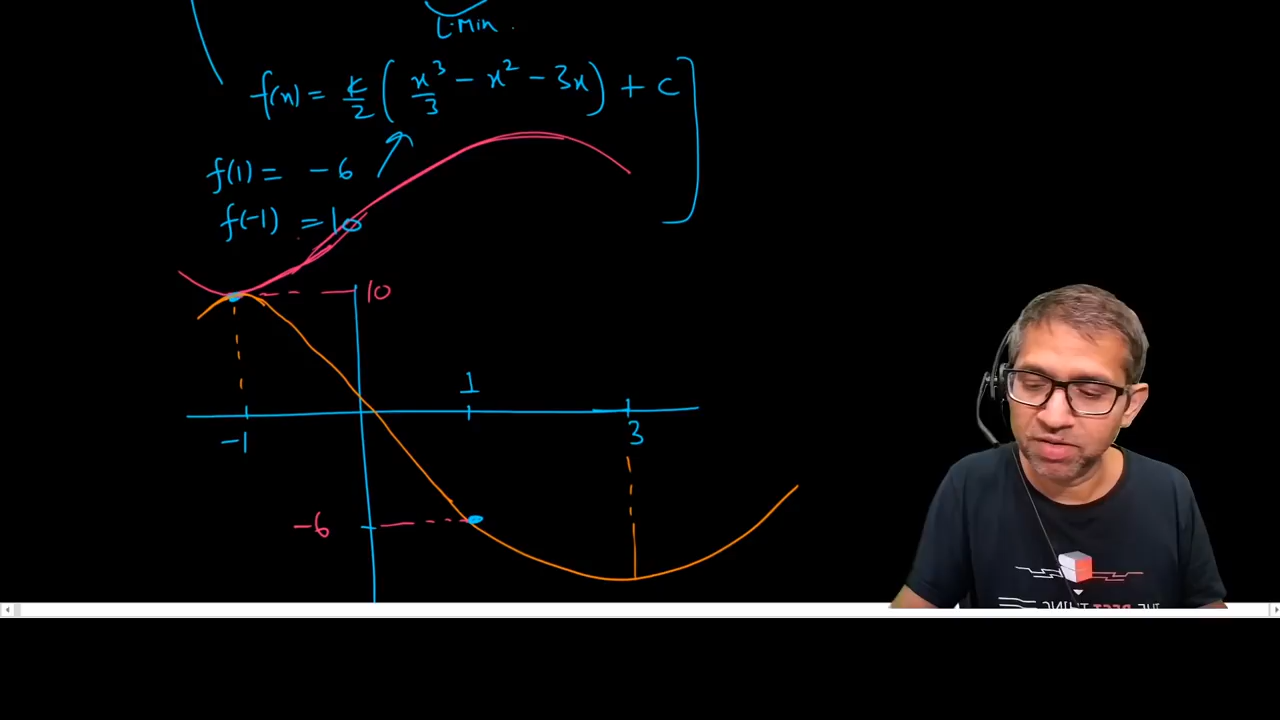 L·Min.
f(x) = K/2 ( x³/3 - x² - 3x ) + C
f(1) = -6
f(-1) = 10
10
1
-1
3
-6